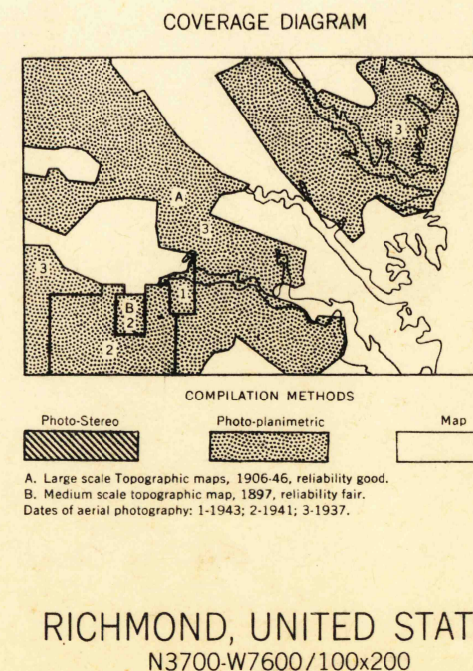 COVERAGE DIAGRAM
3
A
3
3
1
B
2
2
COMPILATION METHODS
Photo-Stereo Photo-planimetric Map
A. Large scale Topographic maps, 1906-46, reliability good.
B. Medium scale topographic map, 1897, reliability fair.
Dates of aerial photography: 1-1943; 2-1941; 3-1937.
RICHMOND, UNITED STAT
N3700-W7600/100x200